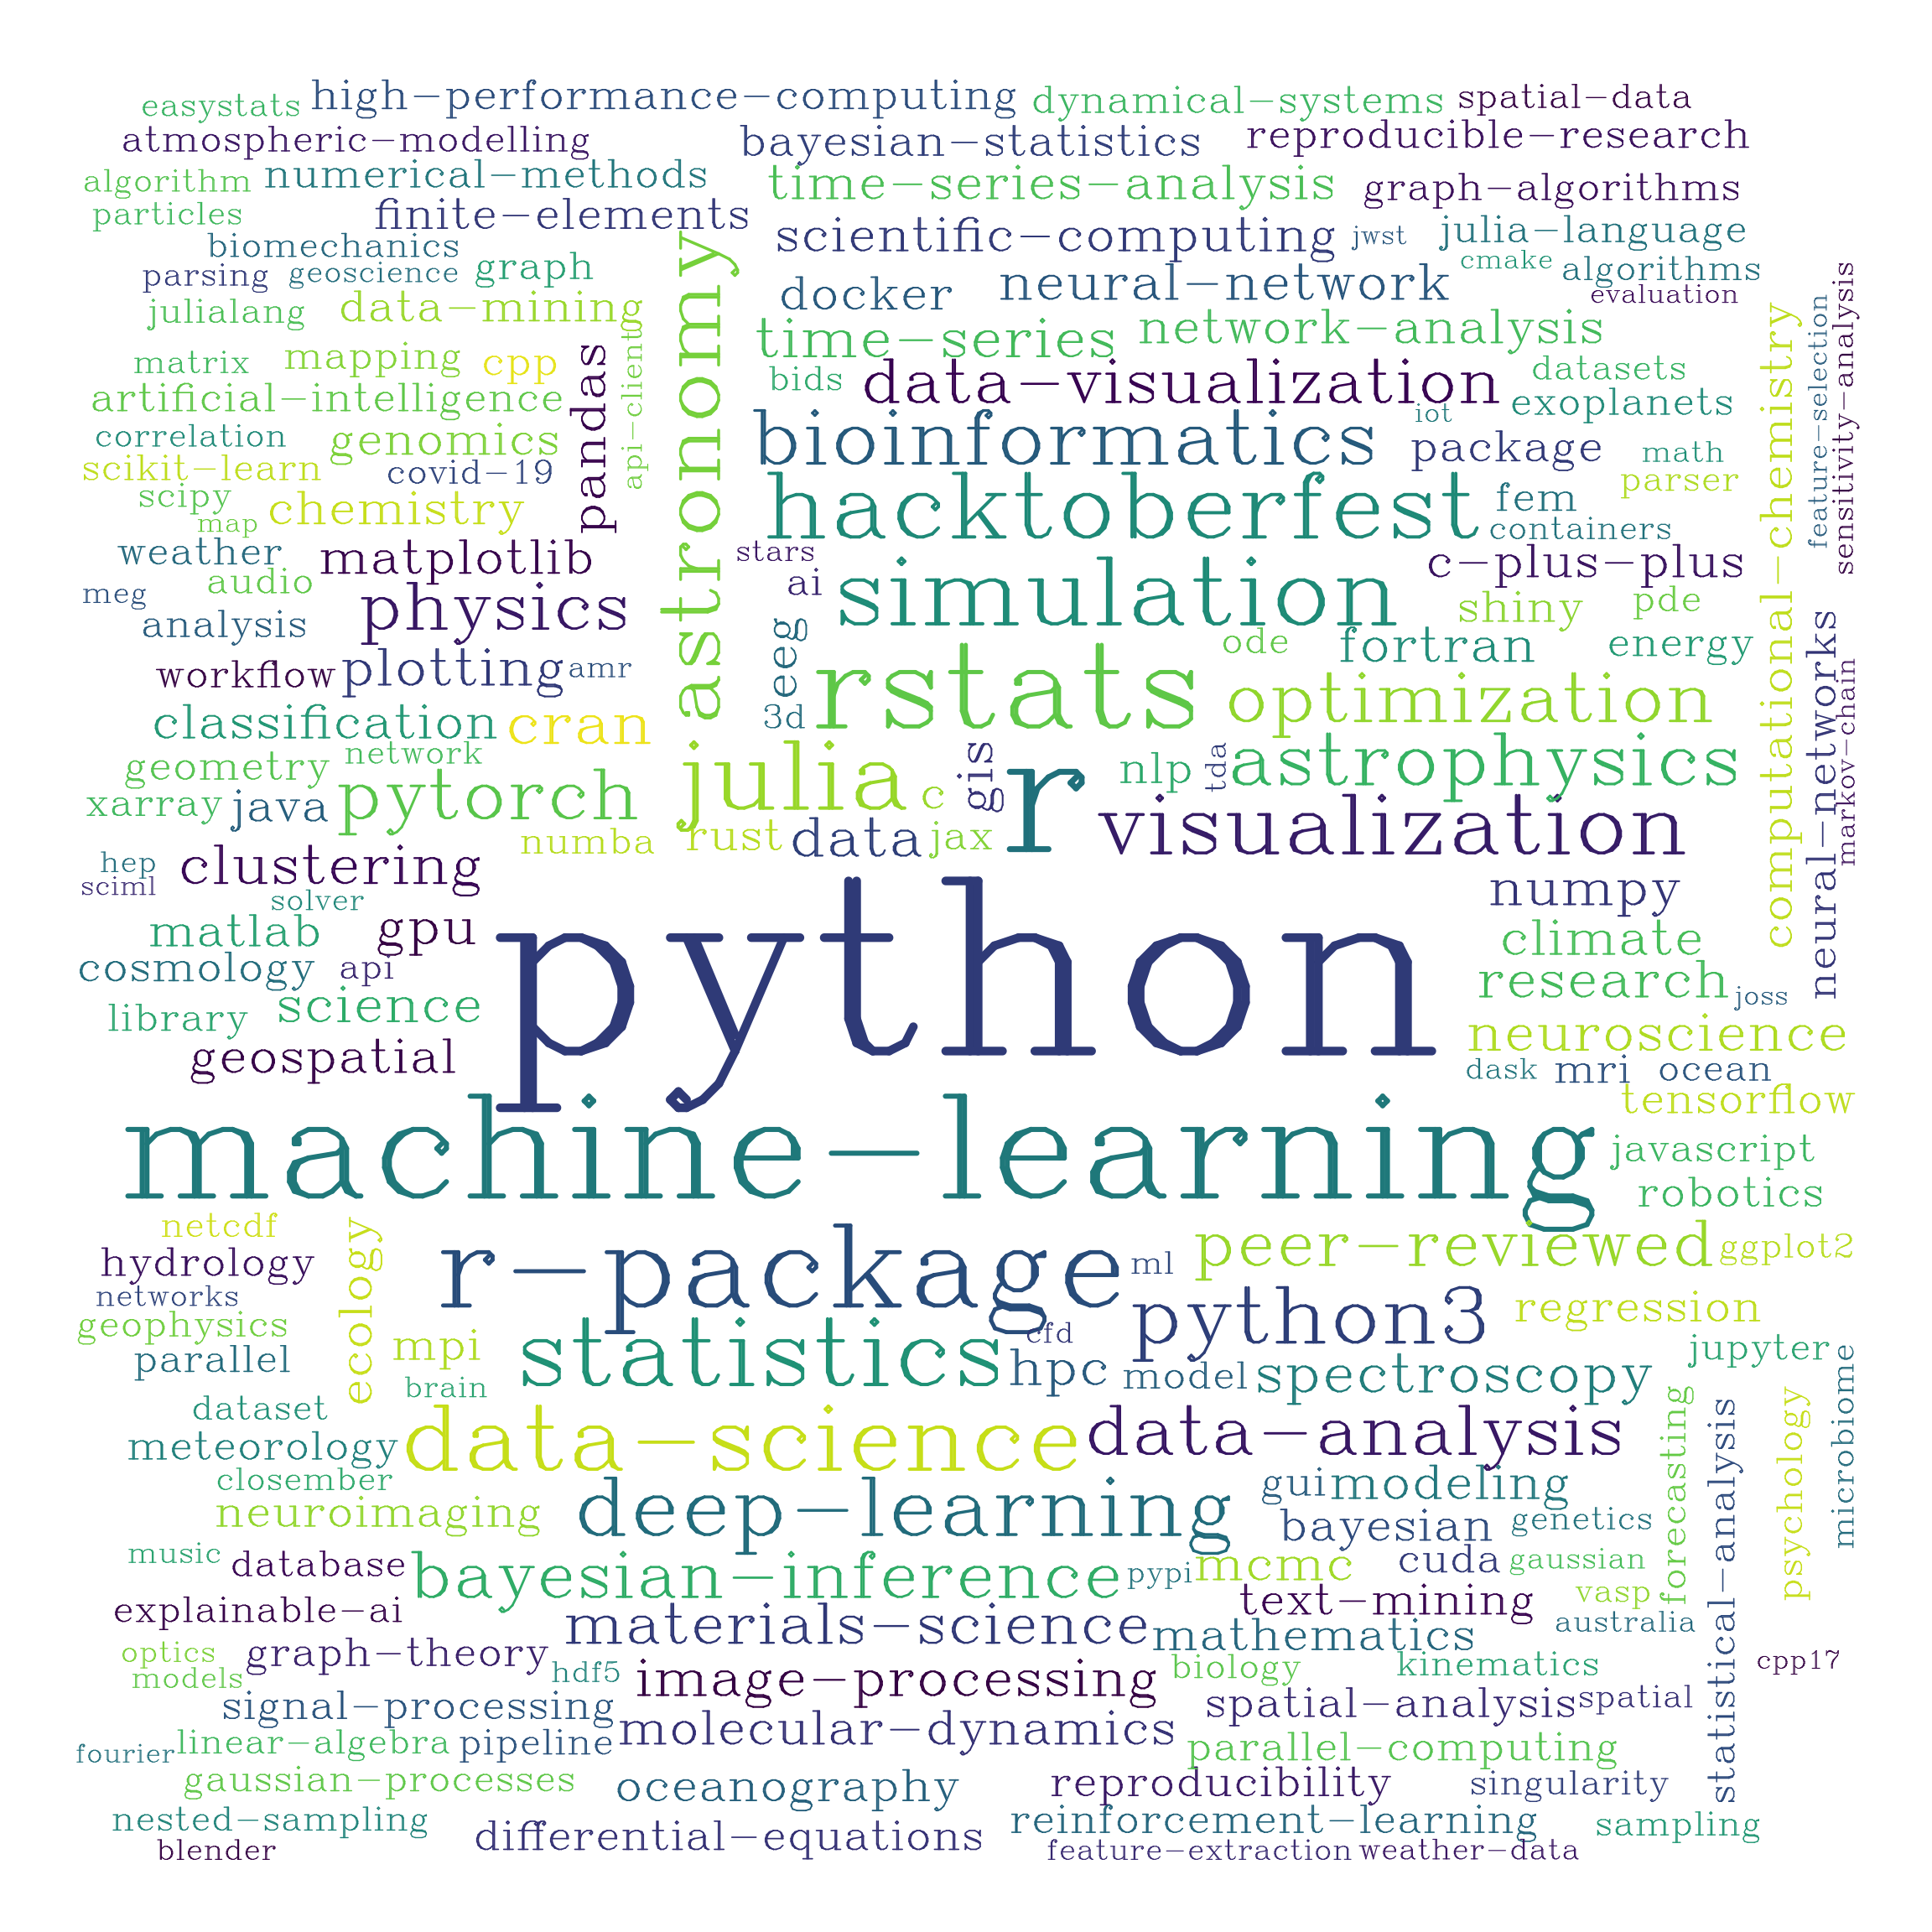 easystats high-performance-computing dynamical-systems spatial-data
atmospheric-modelling bayesian-statistics reproducible-research
algorithm numerical-methods time-series-analysis graph-algorithms
particles finite-elements scientific-computing jwst julia-language
biomechanics cmake algorithms
parsing geoscience graph docker neural-network evaluation
julialang data-mining time-series network-analysis
matrix mapping cpp bids data-visualization datasets
artificial-intelligence iot exoplanets
correlation genomics bioinformatics package math
scikit-learn covid-19 parser
scipy chemistry hacktoberfest fem
map containers
weather matplotlib stars c-plus-plus
meg audio physics ai simulation shiny pde
analysis ode fortran energy
workflow plotting amr rstats optimization
classification cran 3d
geometry network julia r nlp astrophysics
xarray java pytorch c
numba rust data jax visualization
hep clustering
sciml solver python numpy
matlab gpu climate
cosmology api research joss
library science neuroscience
geospatial dask mri ocean
tensorflow
machine-learning javascript
robotics
netcdf r-package peer-reviewed ggplot2
hydrology ml
networks python3 regression
geophysics mpi statistics cfd jupyter
parallel brain hpc model spectroscopy
dataset
meteorology data-science data-analysis
closember
neuroimaging deep-learning gui modeling
bayesian genetics
music database bayesian-inference pypi mcmc cuda gaussian
explainable-ai text-mining vasp
materials-science mathematics australia
optics graph-theory hdf5 image-processing biology kinematics cpp17
models
signal-processing molecular-dynamics spatial-analysis spatial
fourier linear-algebra pipeline parallel-computing
gaussian-processes oceanography reproducibility singularity
nested-sampling differential-equations reinforcement-learning sampling
blender feature-extraction weather-data
astronomy
pandas
api-client
eeg
gis
tda
computational-chemistry
feature-selection
sensitivity-analysis
neural-networks
markov-chain
ecology
forecasting
statistical-analysis
psychology
microbiome